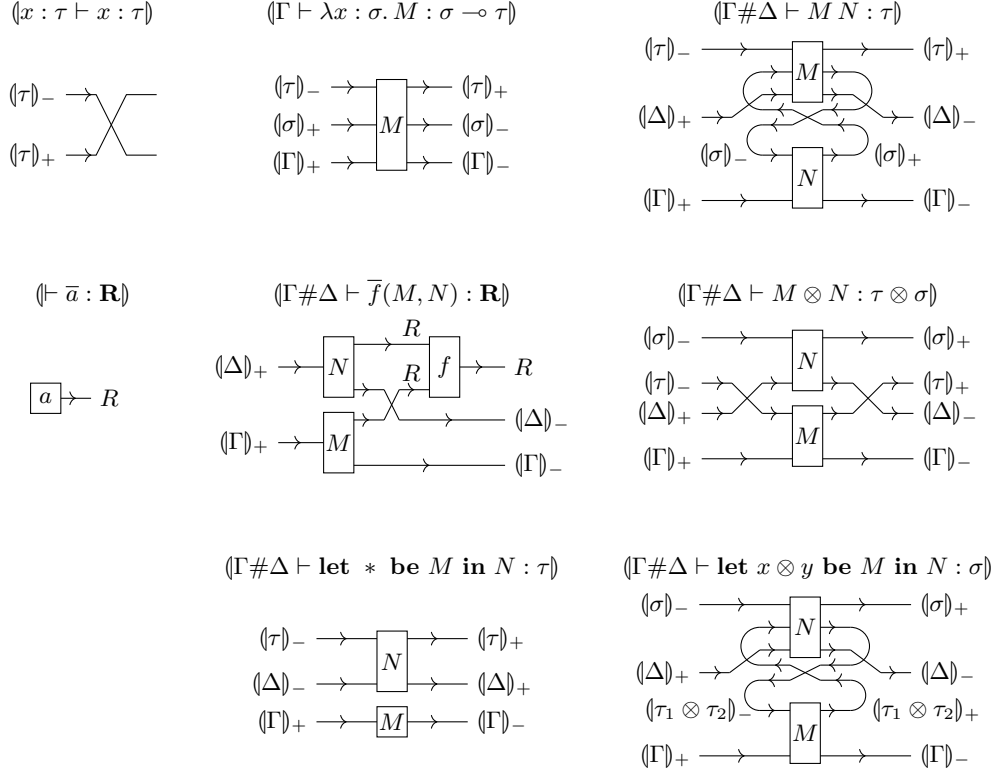 ⦇x : τ ⊢ x : τ⦈
⦇τ⦈₋
⦇τ⦈₊
⦇Γ ⊢ λx : σ. M : σ ⊸ τ⦈
⦇τ⦈₋ M ⦇τ⦈₊
⦇σ⦈₊ ⦇σ⦈₋
⦇Γ⦈₊ ⦇Γ⦈₋
⦇Γ#Δ ⊢ M N : τ⦈
⦇τ⦈₋ M ⦇τ⦈₊
⦇Δ⦈₊ ⦇Δ⦈₋
⦇σ⦈₋ ⦇σ⦈₊
N
⦇Γ⦈₊ ⦇Γ⦈₋
⦇⊢ a̅ : R⦈
a R
⦇Γ#Δ ⊢ f̅(M, N) : R⦈
R
⦇Δ⦈₊ N R f R
⦇Δ⦈₋
⦇Γ⦈₊ M
⦇Γ⦈₋
⦇Γ#Δ ⊢ M ⊗ N : τ ⊗ σ⦈
⦇σ⦈₋ ⦇σ⦈₊
N
⦇τ⦈₋ ⦇τ⦈₊
⦇Δ⦈₊ ⦇Δ⦈₋
M
⦇Γ⦈₊ ⦇Γ⦈₋
⦇Γ#Δ ⊢ let ∗ be M in N : τ⦈
⦇τ⦈₋ ⦇τ⦈₊
N
⦇Δ⦈₋ ⦇Δ⦈₊
⦇Γ⦈₊ M ⦇Γ⦈₋
⦇Γ#Δ ⊢ let x ⊗ y be M in N : σ⦈
⦇σ⦈₋ N ⦇σ⦈₊
⦇Δ⦈₊ ⦇Δ⦈₋
⦇τ₁ ⊗ τ₂⦈₋ ⦇τ₁ ⊗ τ₂⦈₊
M
⦇Γ⦈₊ ⦇Γ⦈₋